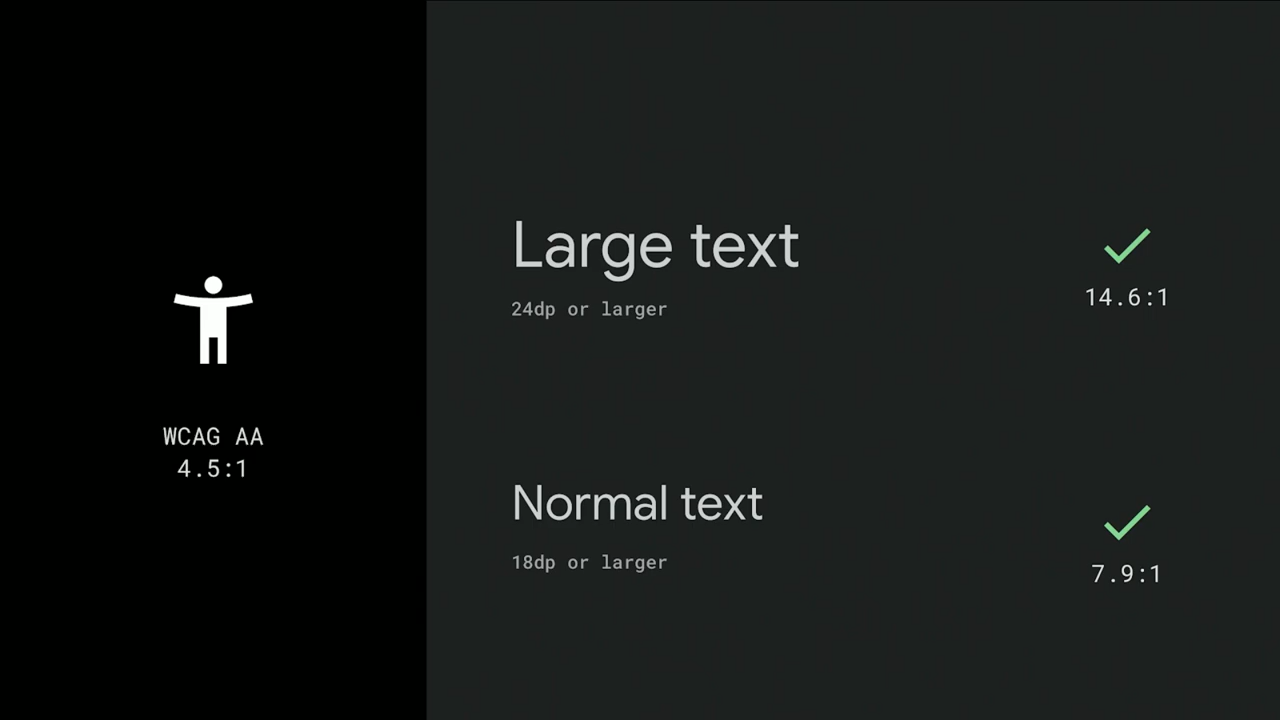 WCAG AA
4.5:1
Large text
24dp or larger
14.6:1
Normal text
18dp or larger
7.9:1